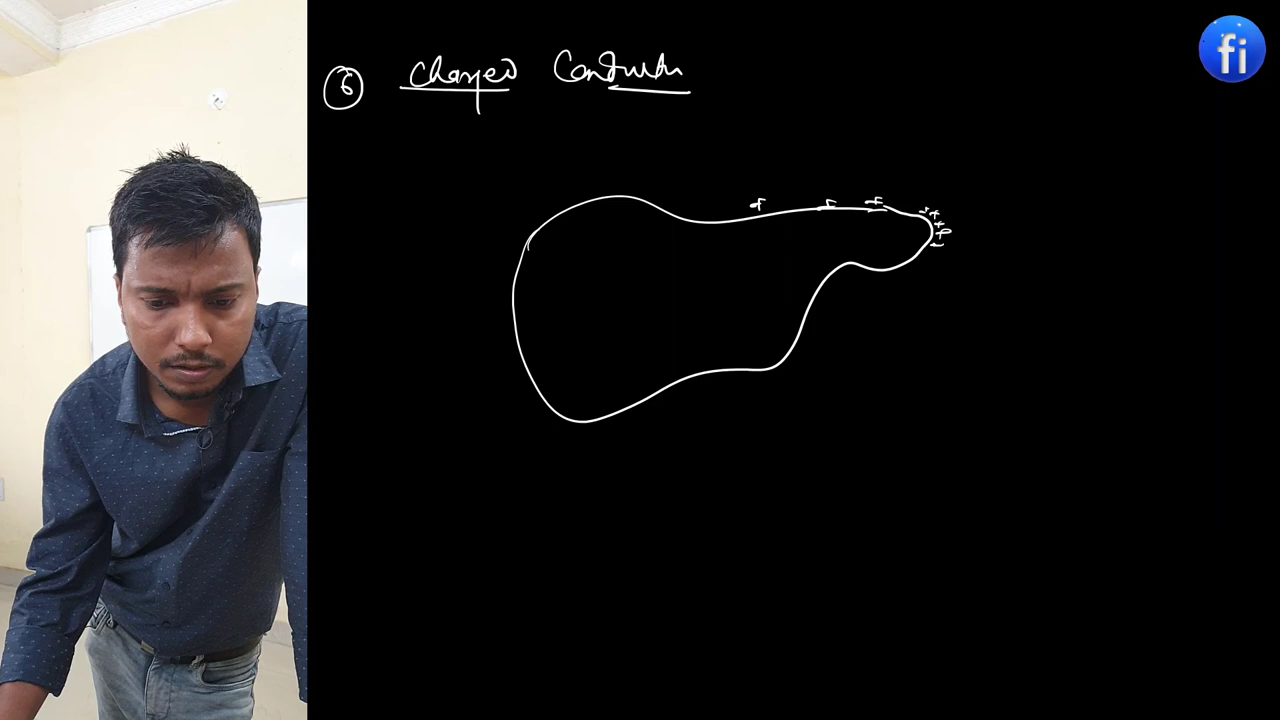 6 Charged Conductor
+ + + + + + +
fi